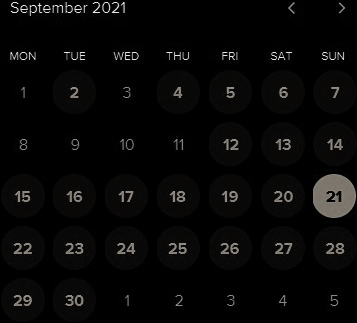 September 2021
MON TUE WED THU FRI SAT SUN
1 2 3 4 5 6 7
8 9 10 11 12 13 14
15 16 17 18 19 20 21
22 23 24 25 26 27 28
29 30 1 2 3 4 5